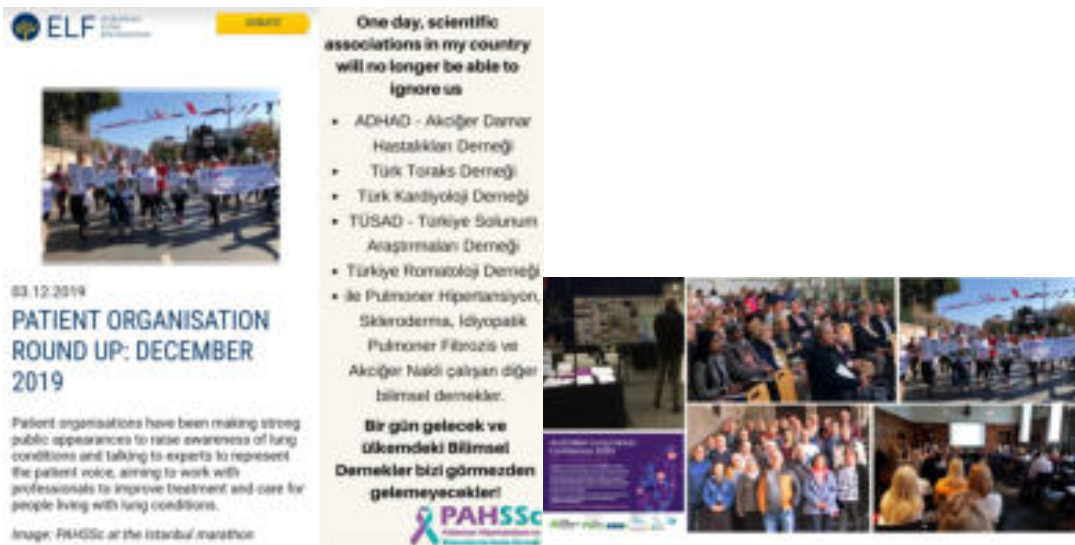 ELF
DONATE
03.12.2019
PATIENT ORGANISATION
ROUND UP: DECEMBER
2019
Patient organisations have been making strong
public appearances to raise awareness of lung
conditions and talking to experts to represent
the patient voice, aiming to work with
professionals to improve treatment and care for
people living with lung conditions.
Image: PAHSSc at the Istanbul marathon
One day, scientific
associations in my country
will no longer be able to
ignore us
• ADHAD - Akciğer Damar
Hastalıkları Derneği
• Türk Toraks Derneği
• Türk Kardiyoloji Derneği
• TÜSAD - Türkiye Solunum
Araştırmaları Derneği
• Türkiye Romatoloji Derneği
• ile Pulmoner Hipertansiyon,
Skleroderma, Idiyopatik
Pulmoner Fibrozis ve
Akciğer Nakli çalışan diğer
bilimsel dernekler.
Bir gün gelecek ve
ülkemdeki Bilimsel
Dernekler bizi görmezden
gelemeyecekler!
PAHSSc